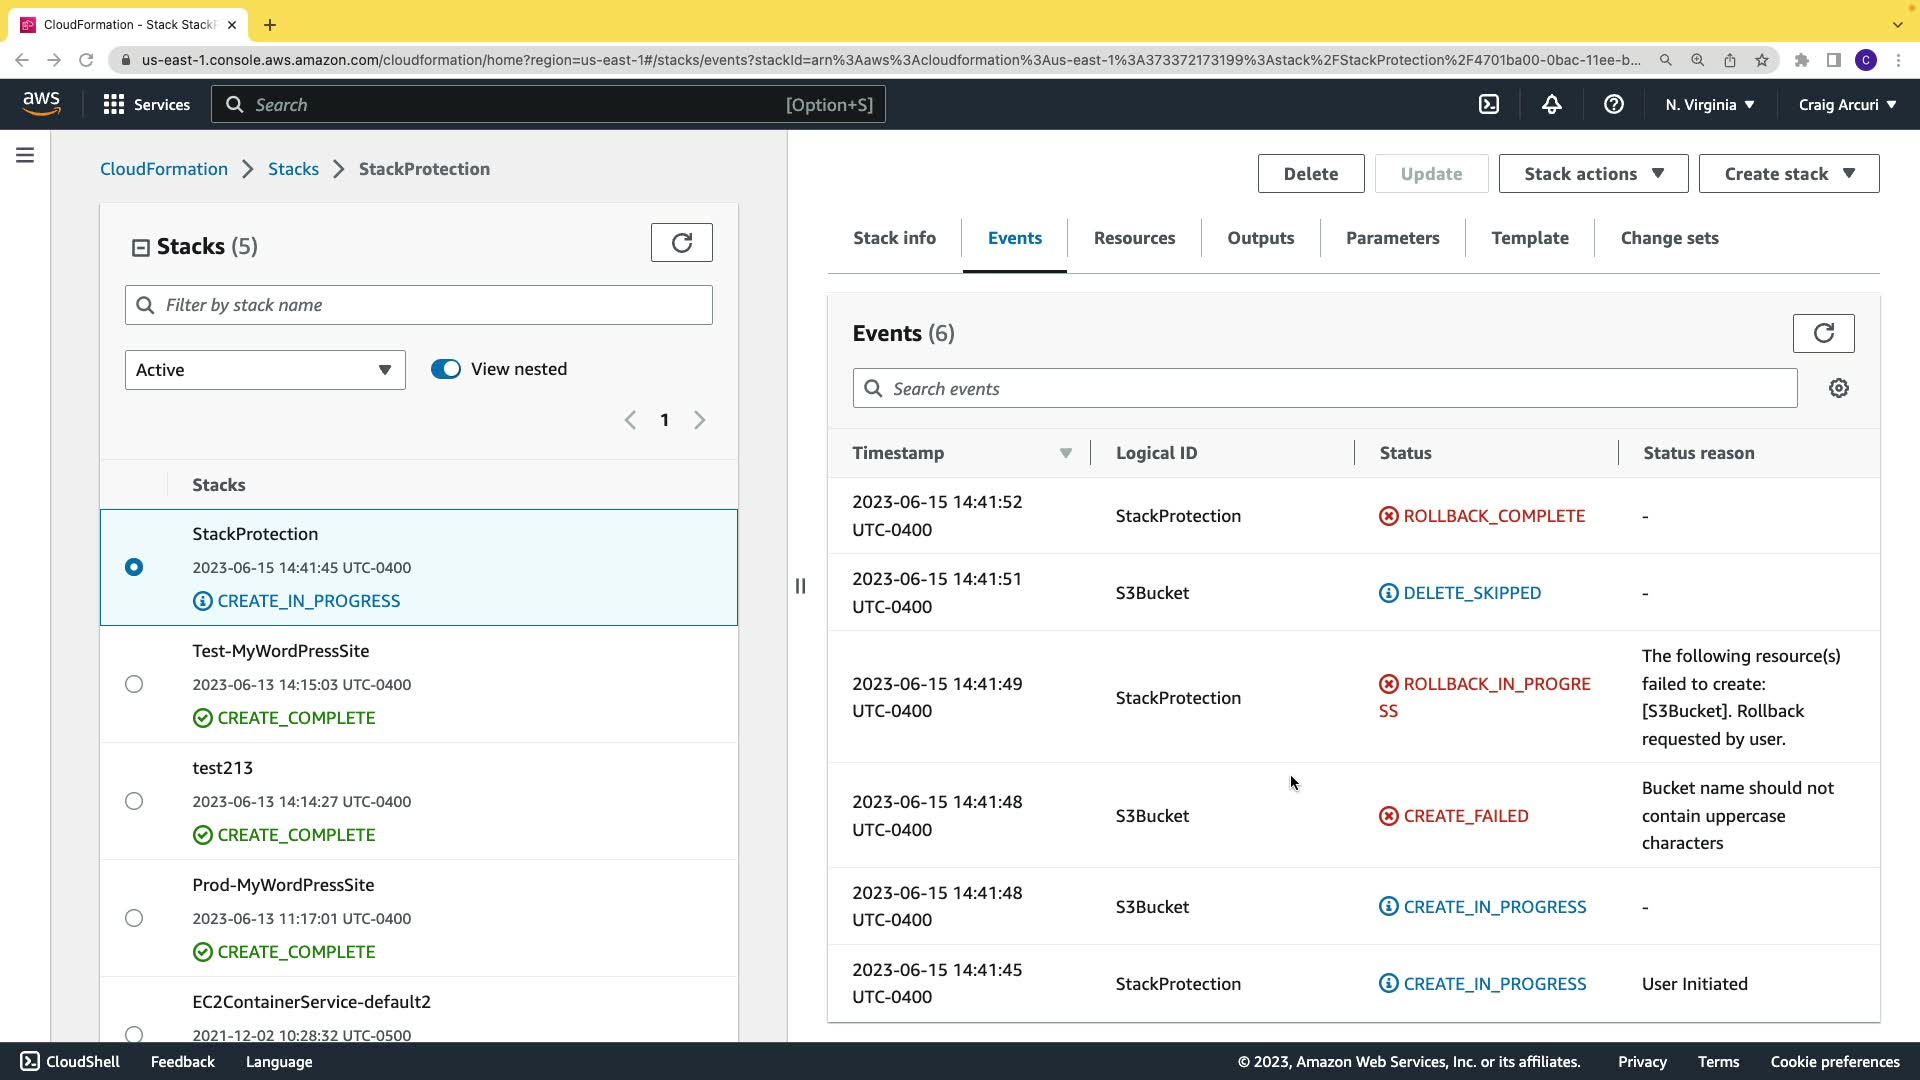 CloudFormation - Stack Stack
us-east-1.console.aws.amazon.com/cloudformation/home?region=us-east-1#/stacks/events?stackId=arn%3Aaws%3Acloudformation%3Aus-east-1%3A373372173199%3Astack%2FStackProtection%2F4701ba00-0bac-11ee-b...
C
aws
Services
Search
[Option+S]
N. Virginia
Craig Arcuri
CloudFormation
Stacks
StackProtection
Stacks (5)
Filter by stack name
Active
View nested
1
Stacks
StackProtection
2023-06-15 14:41:45 UTC-0400
CREATE_IN_PROGRESS
Test-MyWordPressSite
2023-06-13 14:15:03 UTC-0400
CREATE_COMPLETE
test213
2023-06-13 14:14:27 UTC-0400
CREATE_COMPLETE
Prod-MyWordPressSite
2023-06-13 11:17:01 UTC-0400
CREATE_COMPLETE
EC2ContainerService-default2
2021-12-02 10:28:32 UTC-0500
Delete
Update
Stack actions
Create stack
Stack info
Events
Resources
Outputs
Parameters
Template
Change sets
Events (6)
Search events
Timestamp
Logical ID
Status
Status reason
2023-06-15 14:41:52
UTC-0400
StackProtection
ROLLBACK_COMPLETE
-
2023-06-15 14:41:51
UTC-0400
S3Bucket
DELETE_SKIPPED
-
2023-06-15 14:41:49
UTC-0400
StackProtection
ROLLBACK_IN_PROGRE
SS
The following resource(s)
failed to create:
[S3Bucket]. Rollback
requested by user.
2023-06-15 14:41:48
UTC-0400
S3Bucket
CREATE_FAILED
Bucket name should not
contain uppercase
characters
2023-06-15 14:41:48
UTC-0400
S3Bucket
CREATE_IN_PROGRESS
-
2023-06-15 14:41:45
UTC-0400
StackProtection
CREATE_IN_PROGRESS
User Initiated
CloudShell
Feedback
Language
© 2023, Amazon Web Services, Inc. or its affiliates.
Privacy
Terms
Cookie preferences